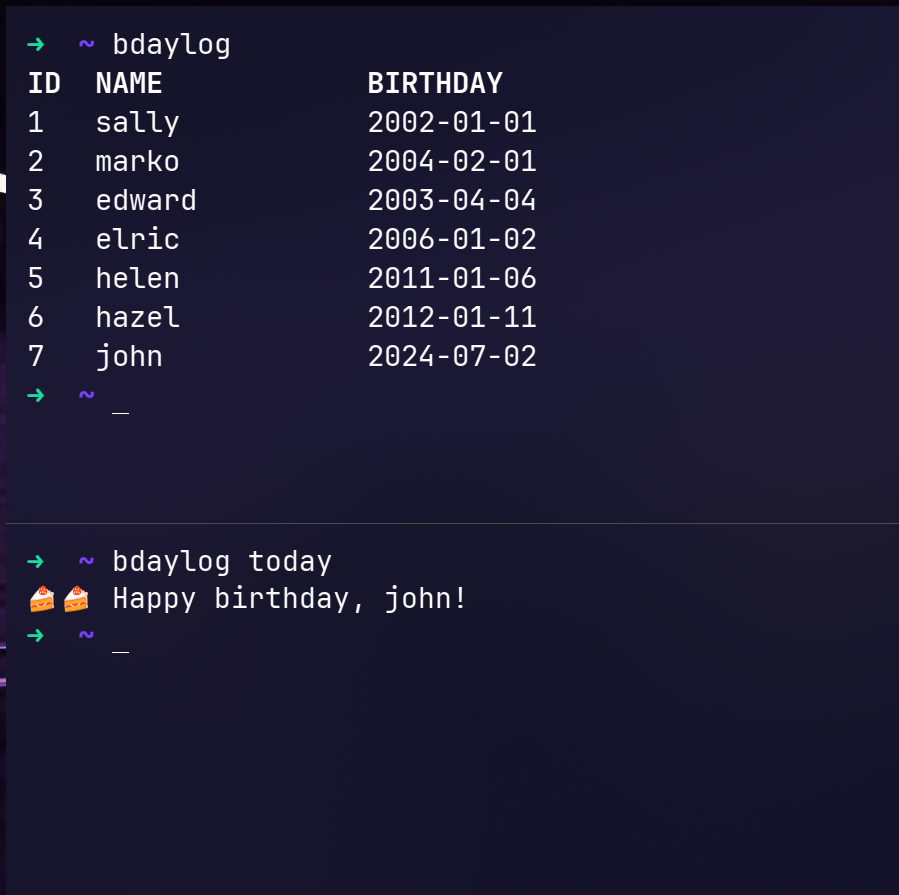 ➜  ~ bdaylog
ID  NAME            BIRTHDAY
1   sally           2002-01-01
2   marko           2004-02-01
3   edward          2003-04-04
4   elric           2006-01-02
5   helen           2011-01-06
6   hazel           2012-01-11
7   john            2024-07-02
➜  ~ _
➜  ~ bdaylog today
🍰🍰 Happy birthday, john!
➜  ~ _